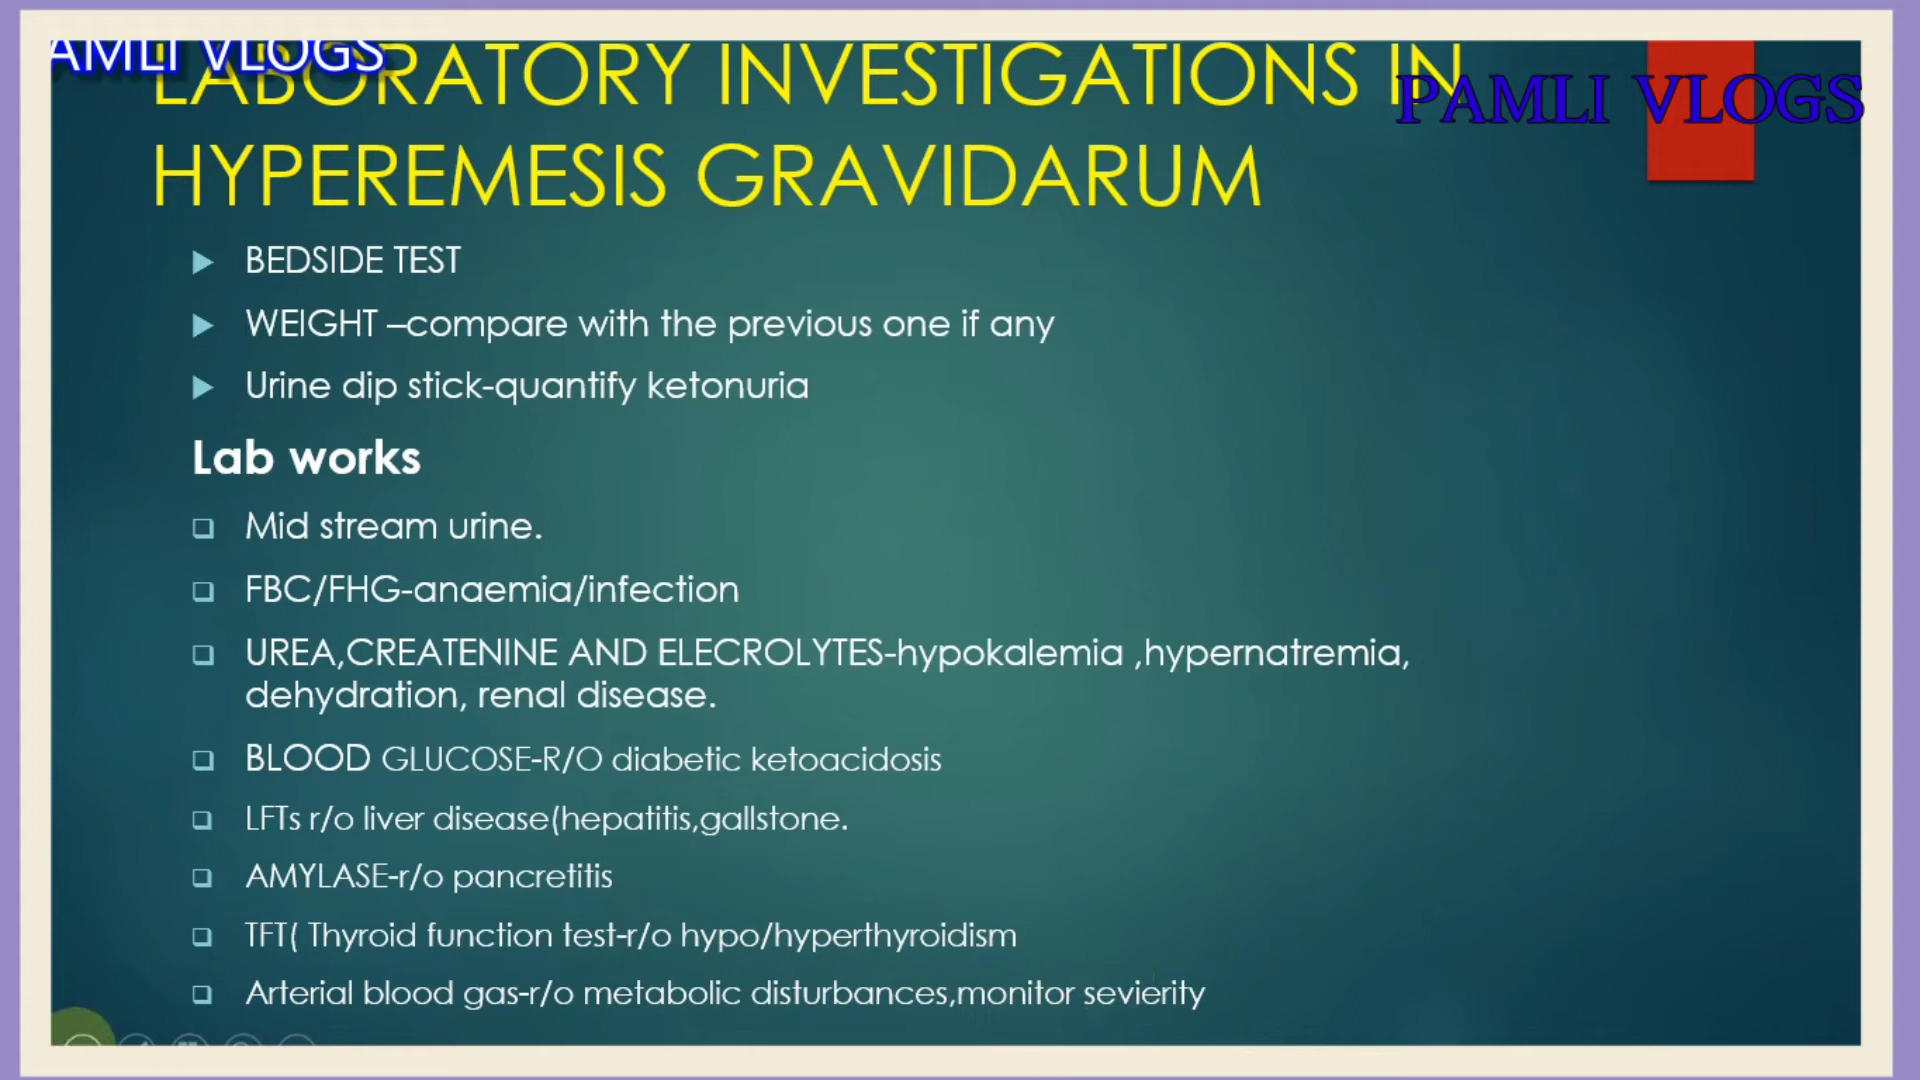 AMLI VLOGS
LABORATORY INVESTIGATIONS IN
PAMLI VLOGS
HYPEREMESIS GRAVIDARUM
BEDSIDE TEST
WEIGHT –compare with the previous one if any
Urine dip stick-quantify ketonuria
Lab works
Mid stream urine.
FBC/FHG-anaemia/infection
UREA,CREATENINE AND ELECROLYTES-hypokalemia ,hypernatremia,
dehydration, renal disease.
BLOOD GLUCOSE-R/O diabetic ketoacidosis
LFTs r/o liver disease(hepatitis,gallstone.
AMYLASE-r/o pancretitis
TFT( Thyroid function test-r/o hypo/hyperthyroidism
Arterial blood gas-r/o metabolic disturbances,monitor sevierity